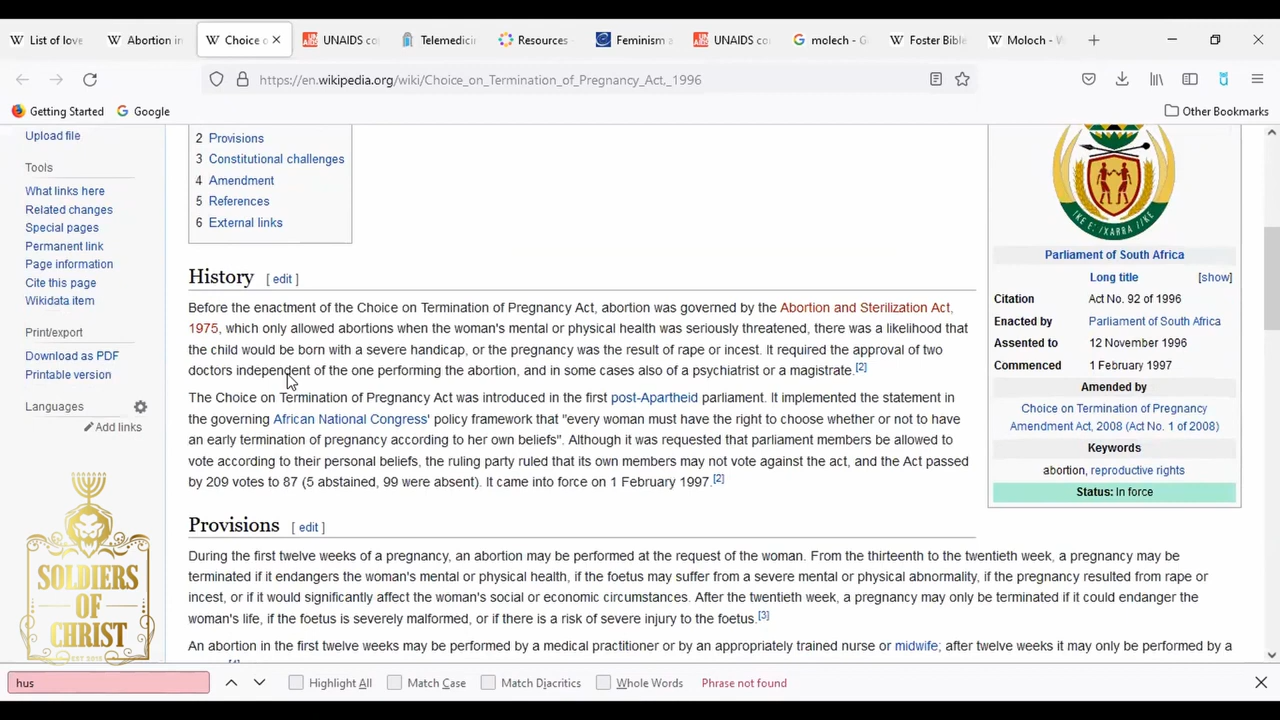 List of love
Abortion in
Choice o
UNAIDS co
Telemedicin
Resources
Feminism a
UNAIDS co
molech - G
Foster Bible
Moloch - W
https://en.wikipedia.org/wiki/Choice_on_Termination_of_Pregnancy_Act,_1996
Getting Started
Google
Other Bookmarks
Upload file
Tools
What links here
Related changes
Special pages
Permanent link
Page information
Cite this page
Wikidata item
Print/export
Download as PDF
Printable version
Languages
Add links
SOLDIERS
OF
CHRIST
2 Provisions
3 Constitutional challenges
4 Amendment
5 References
6 External links
History [ edit ]
Before the enactment of the Choice on Termination of Pregnancy Act, abortion was governed by the Abortion and Sterilization Act,
1975, which only allowed abortions when the woman's mental or physical health was seriously threatened, there was a likelihood that
the child would be born with a severe handicap, or the pregnancy was the result of rape or incest. It required the approval of two
doctors independent of the one performing the abortion, and in some cases also of a psychiatrist or a magistrate.[2]
The Choice on Termination of Pregnancy Act was introduced in the first post-Apartheid parliament. It implemented the statement in
the governing African National Congress' policy framework that "every woman must have the right to choose whether or not to have
an early termination of pregnancy according to her own beliefs". Although it was requested that parliament members be allowed to
vote according to their personal beliefs, the ruling party ruled that its own members may not vote against the act, and the Act passed
by 209 votes to 87 (5 abstained, 99 were absent). It came into force on 1 February 1997.[2]
Provisions [ edit ]
During the first twelve weeks of a pregnancy, an abortion may be performed at the request of the woman. From the thirteenth to the twentieth week, a pregnancy may be
terminated if it endangers the woman's mental or physical health, if the foetus may suffer from a severe mental or physical abnormality, if the pregnancy resulted from rape or
incest, or if it would significantly affect the woman's social or economic circumstances. After the twentieth week, a pregnancy may only be terminated if it could endanger the
woman's life, if the foetus is severely malformed, or if there is a risk of severe injury to the foetus.[3]
An abortion in the first twelve weeks may be performed by a medical practitioner or by an appropriately trained nurse or midwife; after twelve weeks it may only be performed by a
Parliament of South Africa
Long title [show]
Citation Act No. 92 of 1996
Enacted by Parliament of South Africa
Assented to 12 November 1996
Commenced 1 February 1997
Amended by
Choice on Termination of Pregnancy
Amendment Act, 2008 (Act No. 1 of 2008)
Keywords
abortion, reproductive rights
Status: In force
hus
Highlight All
Match Case
Match Diacritics
Whole Words
Phrase not found